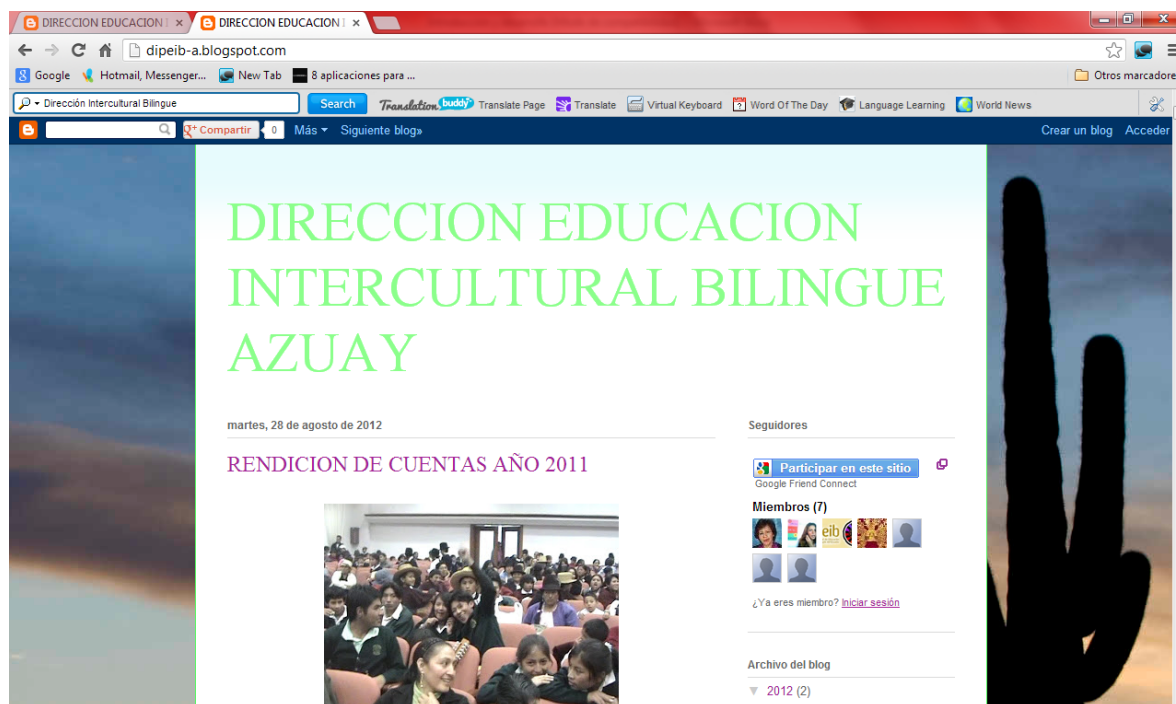 DIRECCION EDUCACION I
DIRECCION EDUCACION I
dipeib-a.blogspot.com
Google Hotmail, Messenger... New Tab 8 aplicaciones para ... Otros marcadore
Dirección Intercultural Bilingue Search Translation buddy Translate Page Translate Virtual Keyboard Word Of The Day Language Learning World News
Compartir 0 Más Siguiente blog» Crear un blog Acceder
DIRECCION EDUCACION
INTERCULTURAL BILINGUE
AZUAY
martes, 28 de agosto de 2012
RENDICION DE CUENTAS AÑO 2011
Seguidores
Participar en este sitio
Google Friend Connect
Miembros (7)
eib
¿Ya eres miembro? Iniciar sesión
Archivo del blog
▼ 2012 (2)